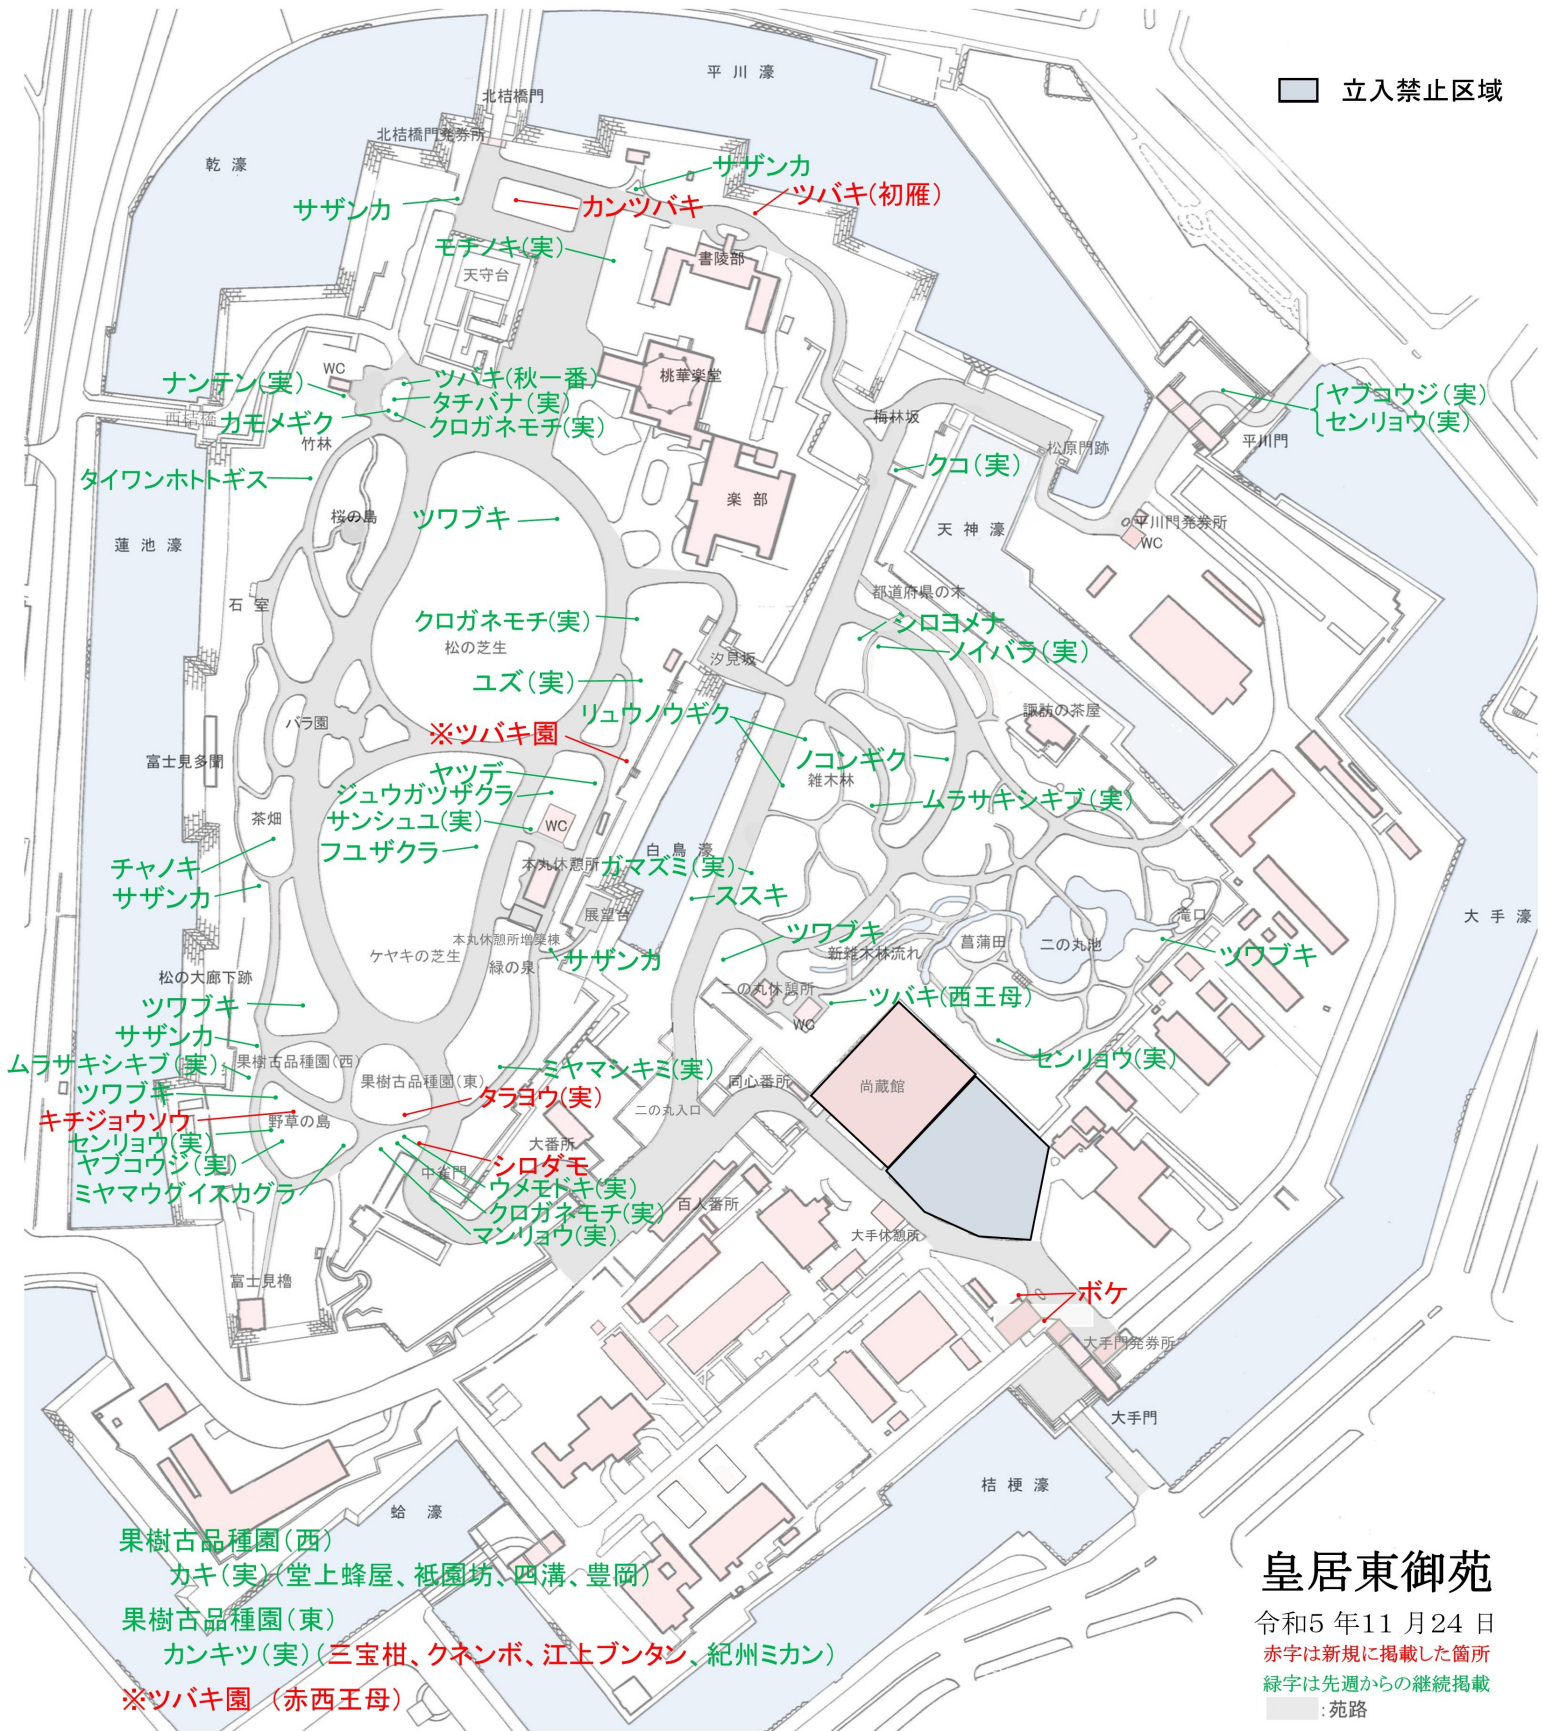 平川濠
立入禁止区域
北桔橋門
北桔橋門発券所
乾濠
サザンカ
ツバキ(初雁)
サザンカ
カンツバキ
モチノキ(実)
書陵部
天守台
WC
桃華楽堂
ナンテン(実)
ツバキ(秋一番)
タチバナ(実)
カモメギク
クロガネモチ(実)
西桔橋
竹林
梅林坂
ヤブコウジ(実)
センリョウ(実)
平川門
松原門跡
クコ(実)
タイワンホトトギス
楽部
桜の島
ツワブキ
天神濠
平川門発券所
WC
蓮池濠
都道府県の木
石室
クロガネモチ(実)
シロヨメナ
松の芝生
ノイバラ(実)
汐見坂
ユズ(実)
リュウノウギク
諏訪の茶屋
バラ園
※ツバキ園
富士見多聞
ノコンギク
ヤツデ
雑木林
ジュウガツザクラ
ムラサキシキブ(実)
茶畑
サンシュユ(実)
WC
フユザクラ
白鳥濠
チャノキ
本丸休憩所
ガマズミ(実)
サザンカ
ススキ
展望台
滝口
大手濠
本丸休憩所増築棟
ツワブキ
菖蒲田
二の丸池
ケヤキの芝生
新雑木林流れ
ツワブキ
緑の泉
サザンカ
松の大廊下跡
二の丸休憩所
ツワブキ
ツバキ(西王母)
WC
サザンカ
センリョウ(実)
ムラサキシキブ(実)
果樹古品種園(西)
ミヤマシキミ(実)
果樹古品種園(東)
同心番所
尚蔵館
ツワブキ
タラヨウ(実)
二の丸入口
キチジョウソウ
野草の島
センリョウ(実)
大番所
ヤブコウジ(実)
シロダモ
中雀門
ミヤマウグイスカグラ
ウメモドキ(実)
百人番所
クロガネモチ(実)
マンリョウ(実)
大手休憩所
富士見櫓
ボケ
大手門発券所
大手門
桔梗濠
蛤濠
果樹古品種園(西)
カキ(実)(堂上蜂屋、祗園坊、四溝、豊岡)
果樹古品種園(東)
カンキツ(実)(三宝柑、クネンボ、江上ブンタン、紀州ミカン)
※ツバキ園 (赤西王母)
皇居東御苑
令和5年11月24日
赤字は新規に掲載した箇所
緑字は先週からの継続掲載
:苑路